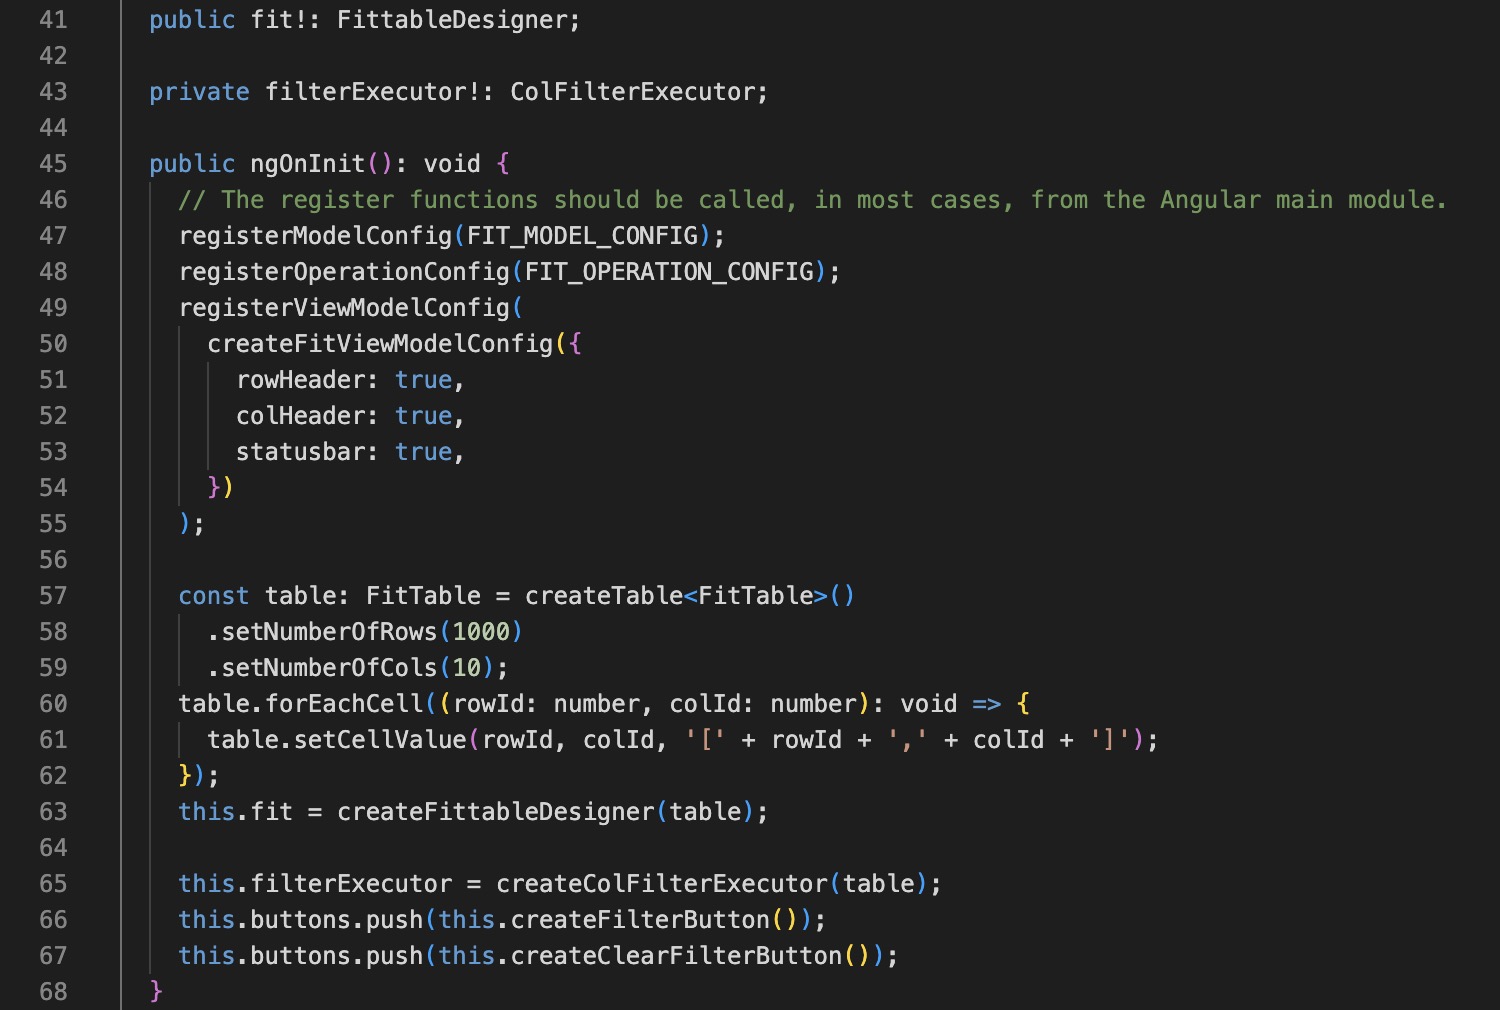 41 public fit!: FittableDesigner;
42
43 private filterExecutor!: ColFilterExecutor;
44
45 public ngOnInit(): void {
46 // The register functions should be called, in most cases, from the Angular main module.
47 registerModelConfig(FIT_MODEL_CONFIG);
48 registerOperationConfig(FIT_OPERATION_CONFIG);
49 registerViewModelConfig(
50 createFitViewModelConfig({
51 rowHeader: true,
52 colHeader: true,
53 statusbar: true,
54 })
55 );
56
57 const table: FitTable = createTable<FitTable>()
58 .setNumberOfRows(1000)
59 .setNumberOfCols(10);
60 table.forEachCell((rowId: number, colId: number): void => {
61 table.setCellValue(rowId, colId, '[' + rowId + ',' + colId + ']');
62 });
63 this.fit = createFittableDesigner(table);
64
65 this.filterExecutor = createColFilterExecutor(table);
66 this.buttons.push(this.createFilterButton());
67 this.buttons.push(this.createClearFilterButton());
68 }